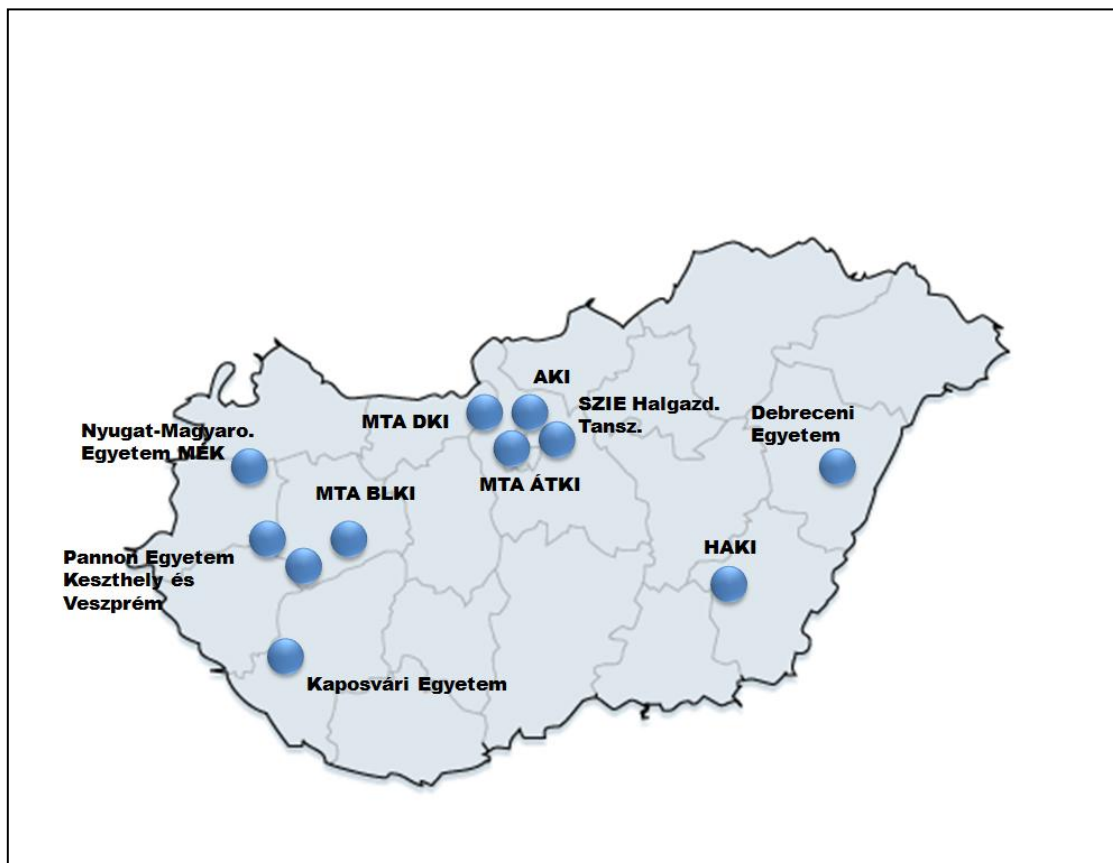 AKI
SZIE Halgazd.
Tansz.
MTA DKI
Debreceni
Egyetem
Nyugat-Magyaro.
Egyetem MÉK
MTA ÁTKI
MTA BLKI
HAKI
Pannon Egyetem
Keszthely és
Veszprém
Kaposvári Egyetem